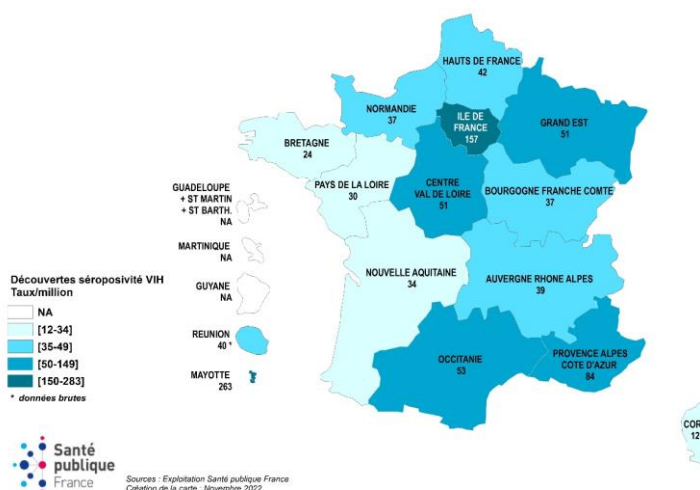 HAUTS DE FRANCE
42
NORMANDIE
37
ILE DE
FRANCE
157
GRAND EST
51
BRETAGNE
24
PAYS DE LA LOIRE
30
CENTRE
VAL DE LOIRE
51
BOURGOGNE FRANCHE COMTE
37
GUADELOUPE
+ ST MARTIN
+ ST BARTH.
NA
MARTINIQUE
NA
GUYANE
NA
REUNION
40 *
MAYOTTE
263
NOUVELLE AQUITAINE
34
AUVERGNE RHONE ALPES
39
OCCITANIE
53
PROVENCE ALPES
COTE D'AZUR
84
COR
12
Découvertes séropositivité VIH
Taux/million
NA
[12-34]
[35-49]
[50-149]
[150-283]
* données brutes
Santé
publique
France
Sources : Exploitation Santé publique France
Création de la carte : Novembre 2022